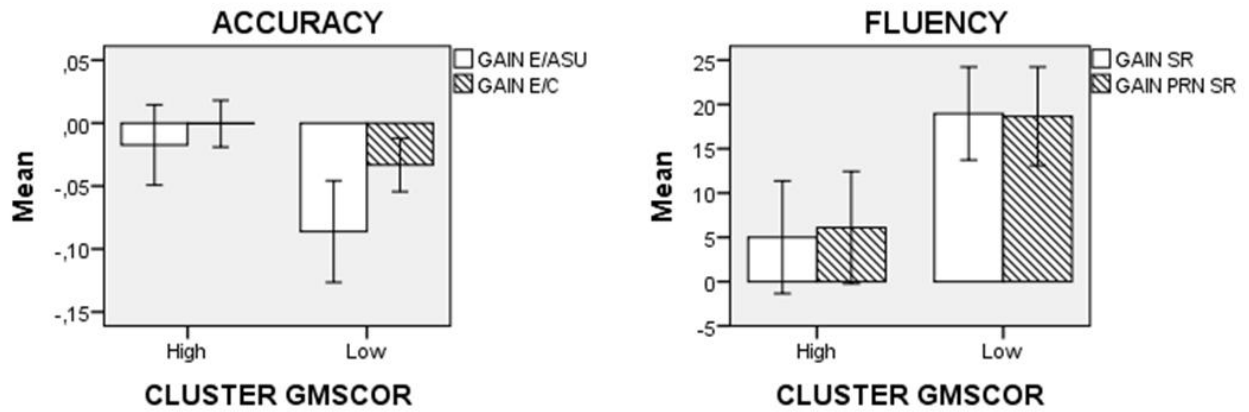 ACCURACY
,05
,00
-,05
-,10
-,15
Mean
High
Low
CLUSTER GMSCOR
GAIN E/ASU
GAIN E/C
FLUENCY
25
20
15
10
5
0
-5
Mean
High
Low
CLUSTER GMSCOR
GAIN SR
GAIN PRN SR